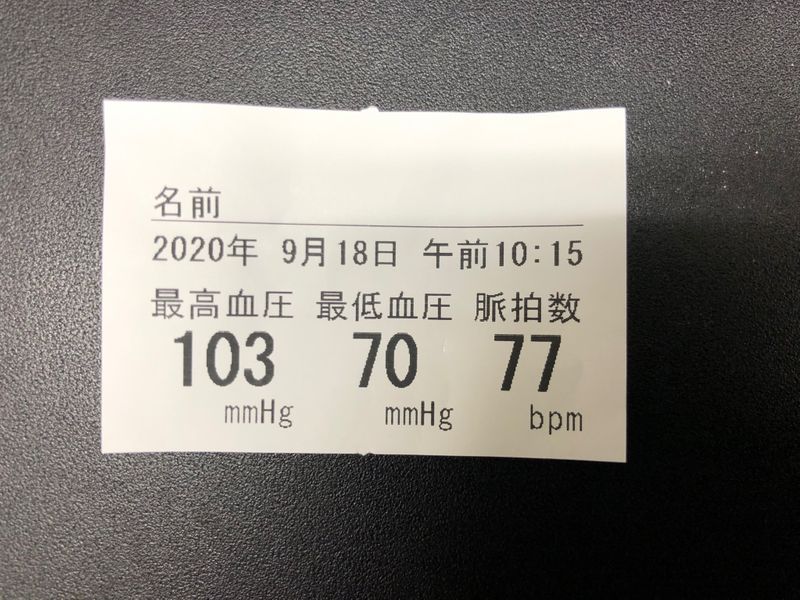 名前
2020年 9月18日 午前10:15
最高血圧 最低血圧 脈拍数
103 70 77
mmHg mmHg bpm